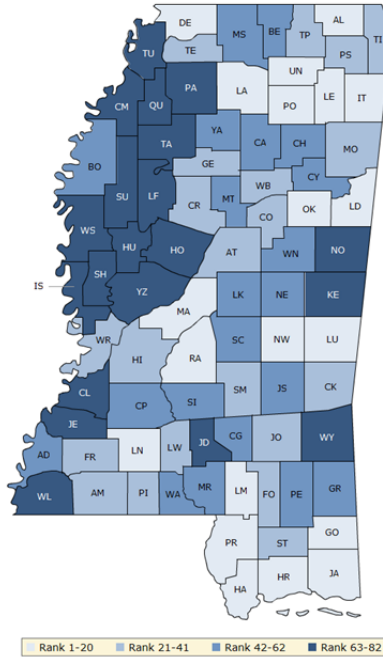 DE MS BE TP AL TI
TU TE PS
UN
CM QU PA LA PO LE IT
TA YA CA CH MO
BO GE
SU LF CR MT WB CY
CO OK LD
WS HU HO AT WN NO
IS SH YZ LK NE KE
MA
WR HI RA SC NW LU
CL SM JS CK
CP SI
JE JD CG JO WY
AD FR LN LW
WL AM PI WA MR LM FO PE GR
PR ST GO
HA HR JA
Rank 1-20 Rank 21-41 Rank 42-62 Rank 63-82